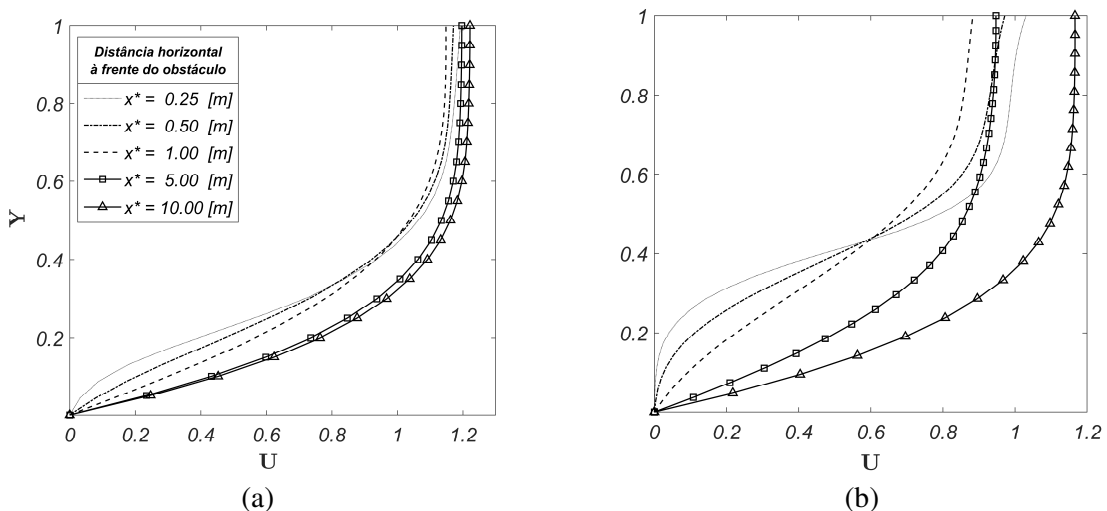 1
0.8
0.6
0.4
0.2
0
0.2
0.4
0.6
0.8
1
1.2
Y
U
Distância horizontal
à frente do obstáculo
x* = 0.25 [m]
x* = 0.50 [m]
x* = 1.00 [m]
x* = 5.00 [m]
x* = 10.00 [m]
(a)
1
0.8
0.6
0.4
0.2
0
0.2
0.4
0.6
0.8
1
1.2
U
(b)